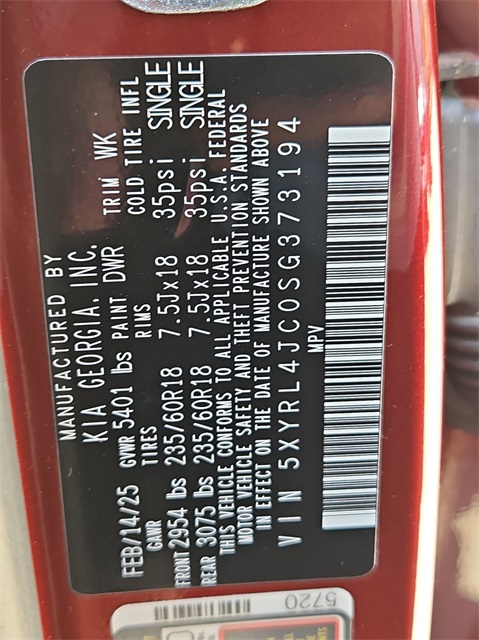 MANUFACTURED BY
KIA GEORGIA, INC.
FEB/14/25 GVWR 5401 lbs PAINT DWR TRIM WK
GAWR TIRES RIMS COLD TIRE INFL
FRONT 2954 lbs 235/60R18 7.5Jx18 35psi SINGLE
REAR 3075 lbs 235/60R18 7.5Jx18 35psi SINGLE
THIS VEHICLE CONFORMS TO ALL APPLICABLE U.S.A. FEDERAL
MOTOR VEHICLE SAFETY AND THEFT PREVENTION STANDARDS
IN EFFECT ON THE DATE OF MANUFACTURE SHOWN ABOVE
VIN 5XYRL4JC0SG373194
MPV
5720